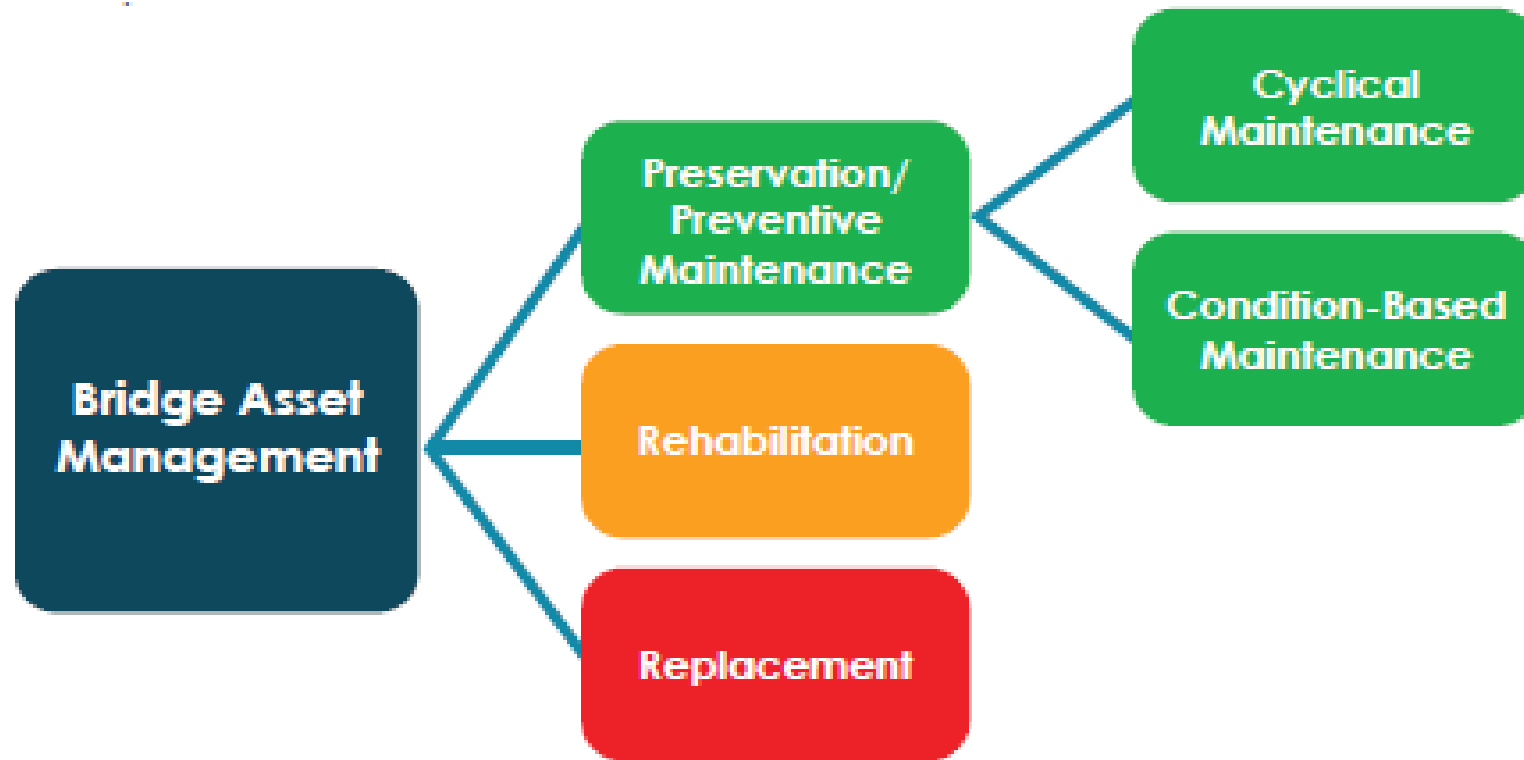 Bridge Asset
Management
Preservation/
Preventive
Maintenance
Rehabilitation
Replacement
Cyclical
Maintenance
Condition-Based
Maintenance